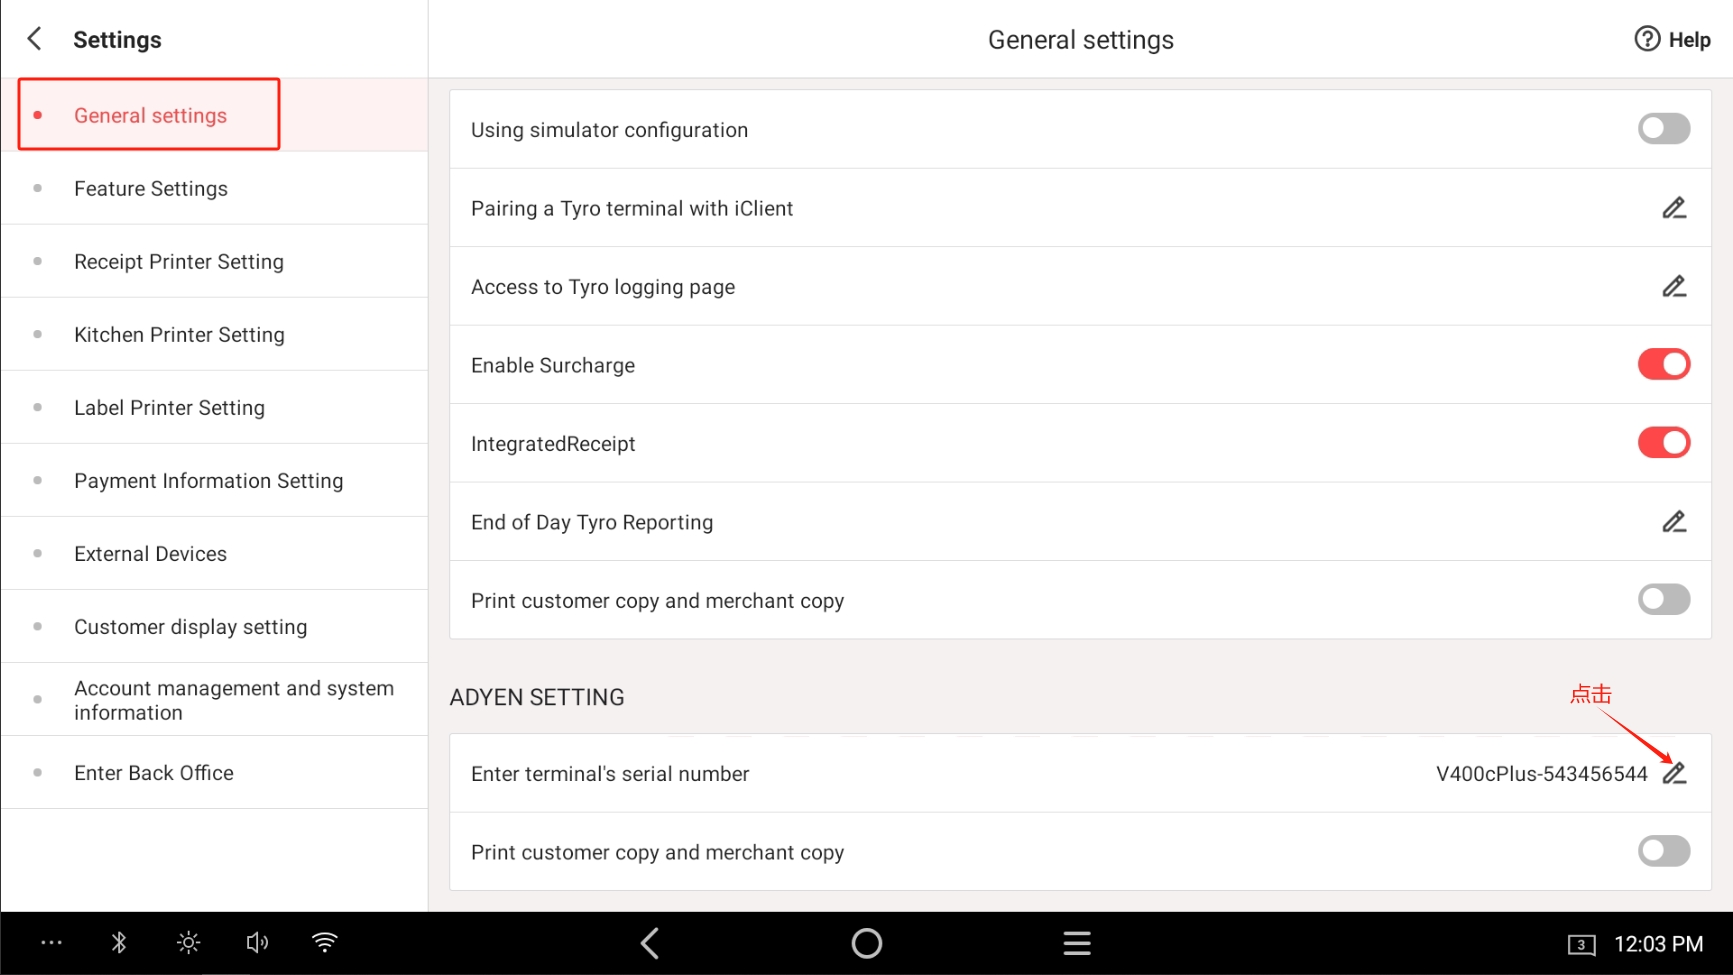 Settings
General settings
Help
General settings
Feature Settings
Receipt Printer Setting
Kitchen Printer Setting
Label Printer Setting
Payment Information Setting
External Devices
Customer display setting
Account management and system
information
Enter Back Office
Using simulator configuration
Pairing a Tyro terminal with iClient
Access to Tyro logging page
Enable Surcharge
IntegratedReceipt
End of Day Tyro Reporting
Print customer copy and merchant copy
ADYEN SETTING
点击
Enter terminal's serial number V400cPlus-543456544
Print customer copy and merchant copy
3 12:03 PM